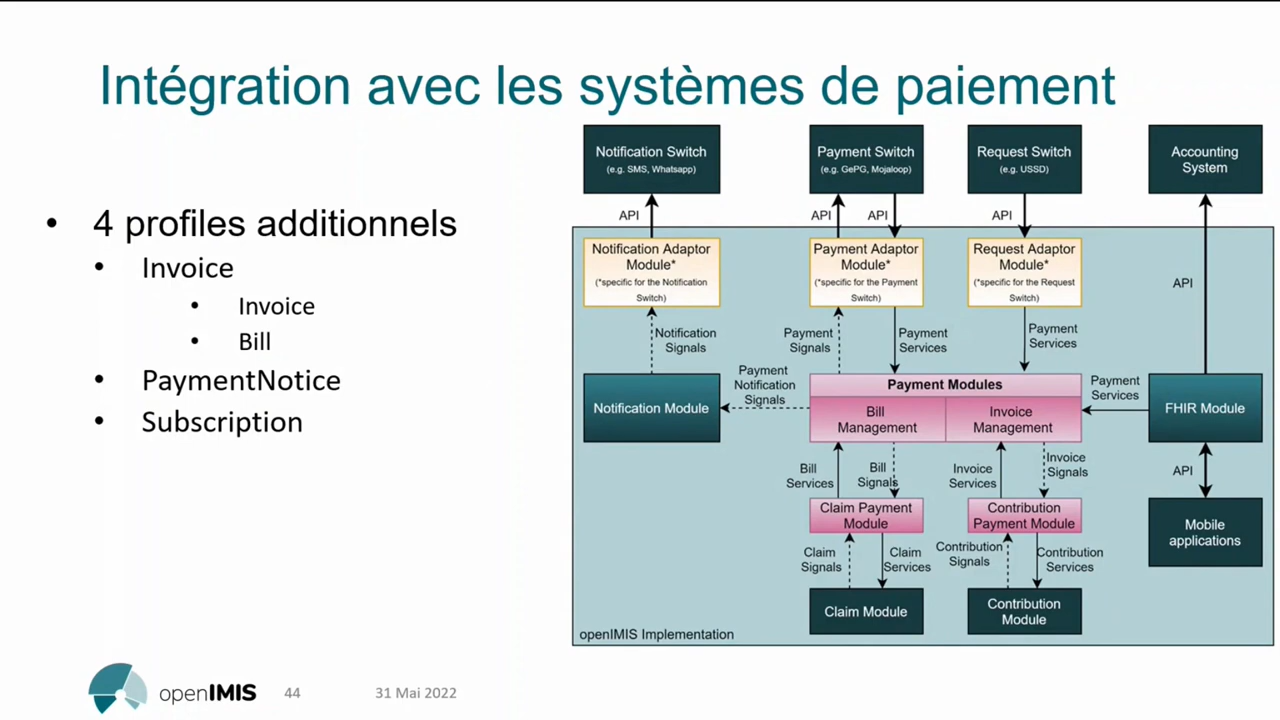 Intégration avec les systèmes de paiement
• 4 profiles additionnels
• Invoice
• Invoice
• Bill
• PaymentNotice
• Subscription
Notification Switch
(e.g. SMS, Whatsapp)
Payment Switch
(e.g. GePG, Mojaloop)
Request Switch
(e.g. USSD)
Accounting
System
API
API
API
API
Notification Adaptor
Module*
(*specific for the Notification
Switch)
Payment Adaptor
Module*
(*specific for the Payment
Switch)
Request Adaptor
Module*
(*specific for the Request
Switch)
API
Notification
Signals
Payment
Signals
Payment
Services
Payment
Services
Payment
Notification
Signals
Notification Module
Payment Modules
Bill
Management
Invoice
Management
Payment
Services
FHIR Module
Bill
Services
Bill
Signals
Invoice
Services
Invoice
Signals
API
Claim Payment
Module
Contribution
Payment Module
Mobile
applications
Claim
Signals
Claim
Services
Contribution
Signals
Contribution
Services
Claim Module
Contribution
Module
openIMIS Implementation
openIMIS
44
31 Mai 2022